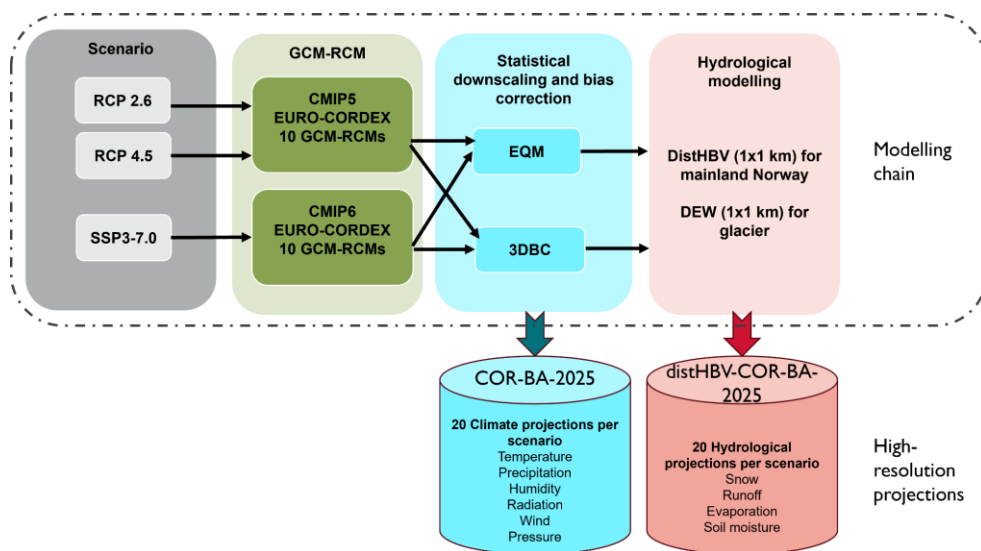 Scenario
RCP 2.6
RCP 4.5
SSP3-7.0
GCM-RCM
CMIP5
EURO-CORDEX
10 GCM-RCMs
CMIP6
EURO-CORDEX
10 GCM-RCMs
Statistical
downscaling and bias
correction
EQM
3DBC
Hydrological
modelling
DistHBV (1x1 km) for
mainland Norway
DEW (1x1 km) for
glacier
Modelling
chain
COR-BA-2025
20 Climate projections per
scenario
Temperature
Precipitation
Humidity
Radiation
Wind
Pressure
distHBV-COR-BA-
2025
20 Hydrological
projections per scenario
Snow
Runoff
Evaporation
Soil moisture
High-
resolution
projections